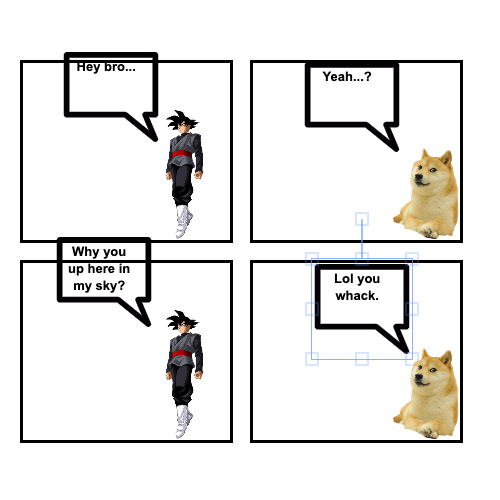 Hey bro...
Yeah...?
Why you
up here in
my sky?
Lol you
whack.